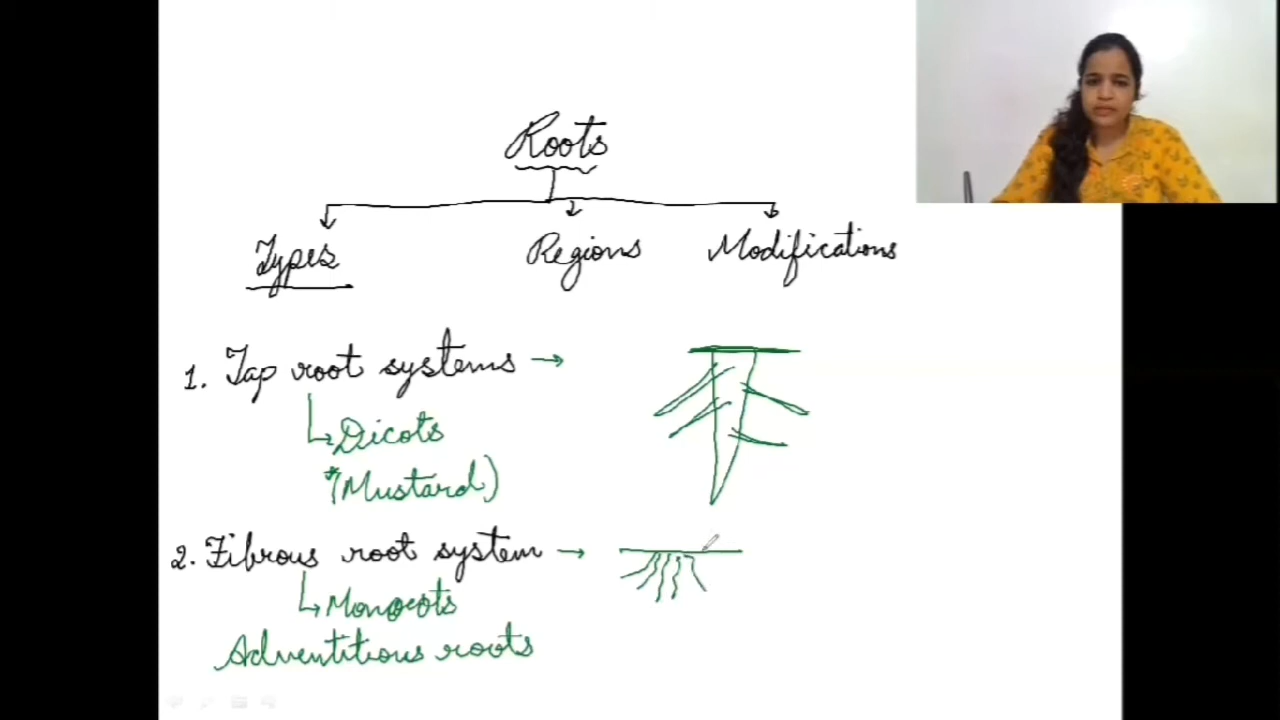 Roots
Types Regions Modifications
1. Tap root systems →
Dicots
*(Mustard)
2. Fibrous root system →
Monocots
Adventitious roots